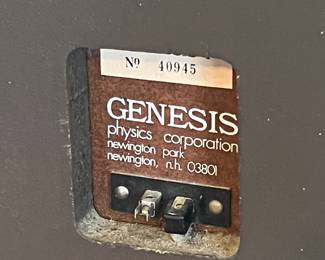 Nº 40945
GENESIS
physics corporation
newington park
newington, n.h. 03801